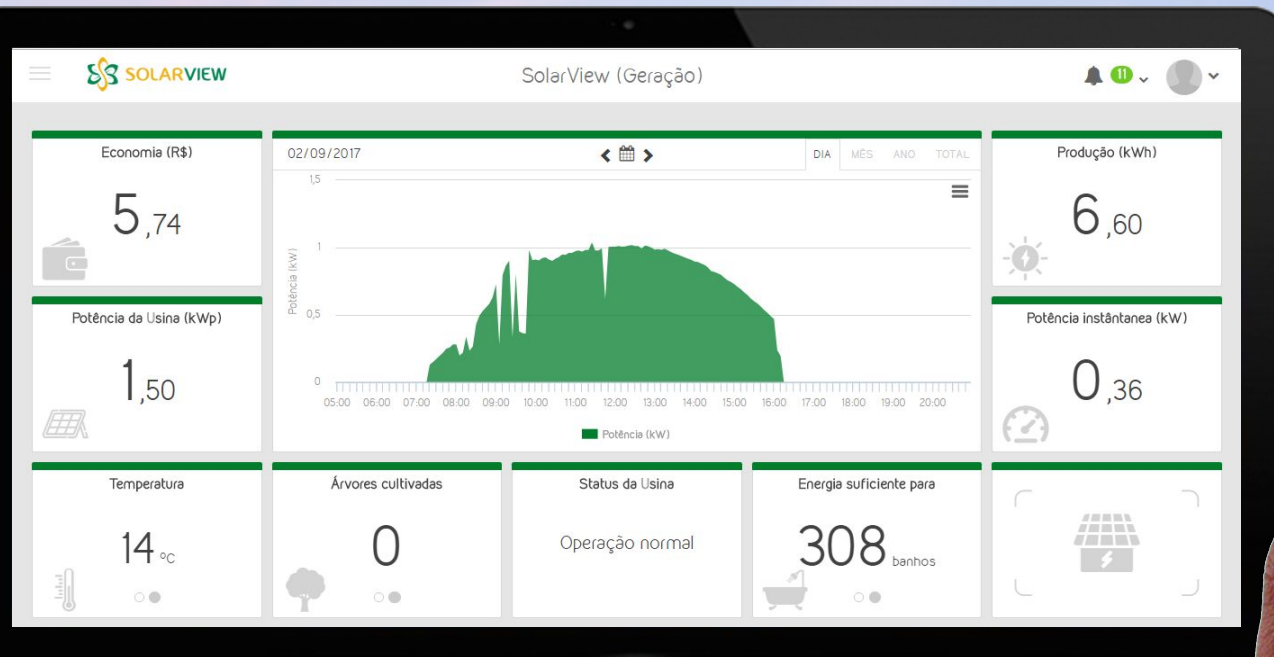 SOLARVIEW
SolarView (Geração)
11
Economia (R$)
5,74
02/09/2017
DIA MÊS ANO TOTAL
1,5
1
0,5
0
Potência (kW)
05:00 06:00 07:00 08:00 09:00 10:00 11:00 12:00 13:00 14:00 15:00 16:00 17:00 18:00 19:00 20:00
Potência (kW)
Produção (kWh)
6,60
Potência da Usina (kWp)
1,50
Potência instântanea (kW)
0,36
Temperatura
14 ºC
Árvores cultivadas
0
Status da Usina
Operação normal
Energia suficiente para
308 banhos